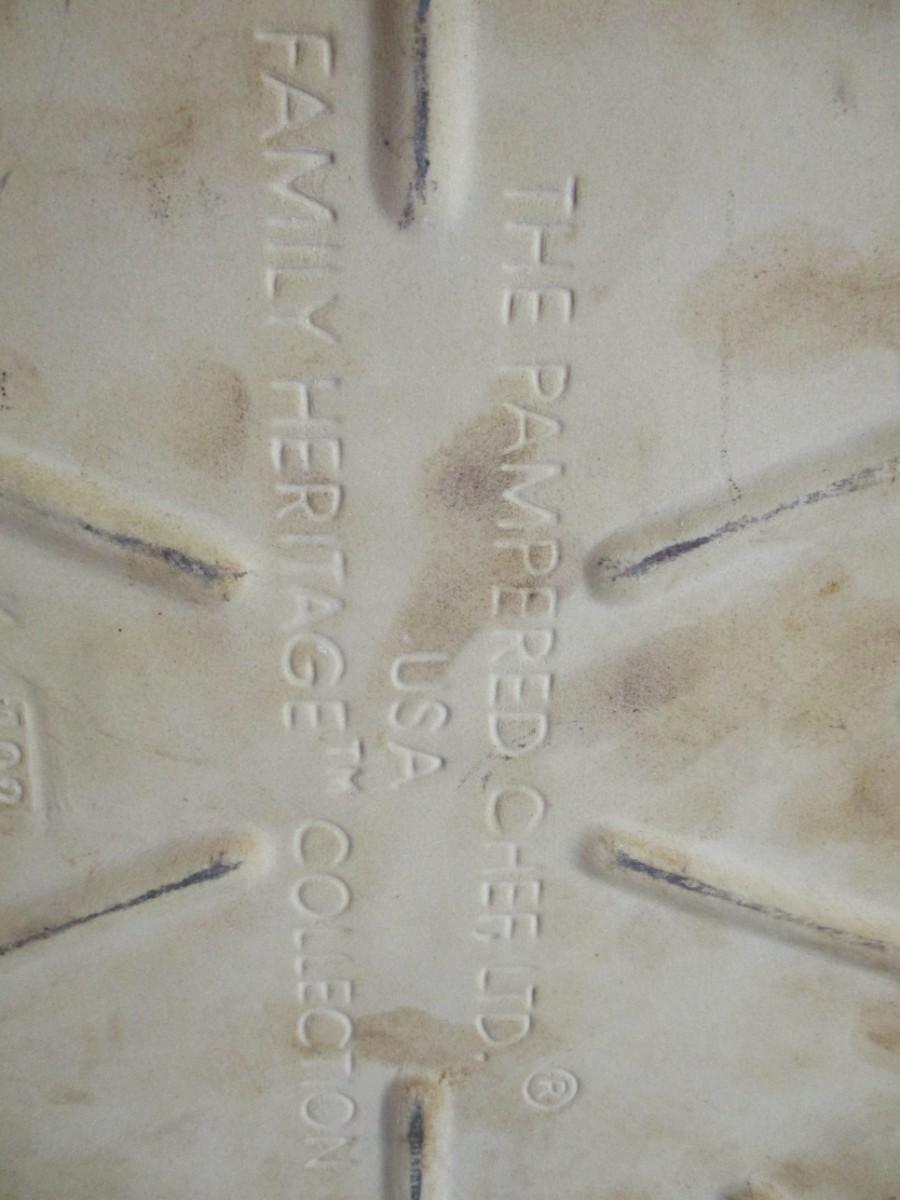 THE PAMPERED CHEF, LTD. ®
USA
FAMILY HERITAGE™ COLLECTION